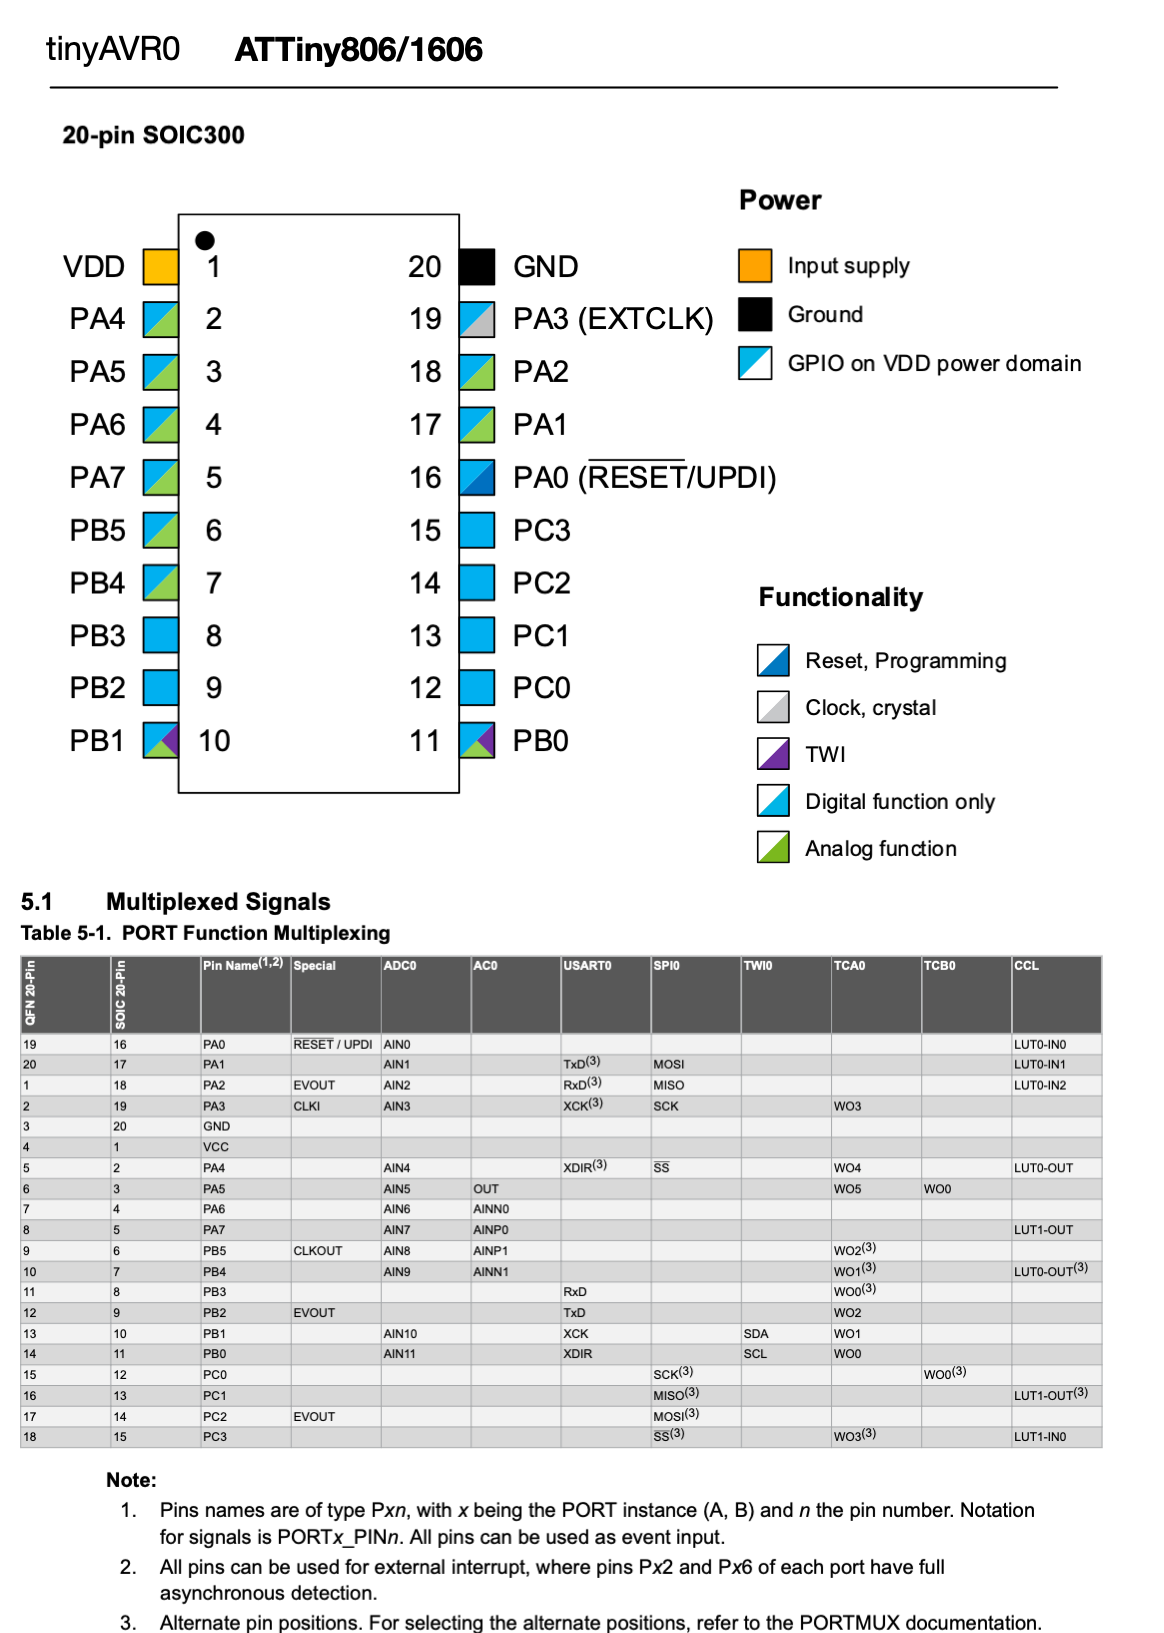 tinyAVR0 ATTiny806/1606
20-pin SOIC300
Power
Input supply
Ground
GPIO on VDD power domain
VDD 1 20 GND
PA4 2 19 PA3 (EXTCLK)
PA5 3 18 PA2
PA6 4 17 PA1
PA7 5 16 PA0 (RESET/UPDI)
PB5 6 15 PC3
PB4 7 14 PC2
PB3 8 13 PC1
PB2 9 12 PC0
PB1 10 11 PB0
Functionality
Reset, Programming
Clock, crystal
TWI
Digital function only
Analog function
5.1 Multiplexed Signals
Table 5-1. PORT Function Multiplexing
QFN 20-Pin SOIC 20-Pin Pin Name(1,2) Special ADC0 AC0 USART0 SPI0 TWI0 TCA0 TCB0 CCL
19 16 PA0 RESET / UPDI AIN0 LUT0-IN0
20 17 PA1 AIN1 TxD(3) MOSI LUT0-IN1
1 18 PA2 EVOUT AIN2 RxD(3) MISO LUT0-IN2
2 19 PA3 CLKI AIN3 XCK(3) SCK WO3
3 20 GND
4 1 VCC
5 2 PA4 AIN4 XDIR(3) SS WO4 LUT0-OUT
6 3 PA5 AIN5 OUT WO5 WO0
7 4 PA6 AIN6 AINN0
8 5 PA7 AIN7 AINP0 LUT1-OUT
9 6 PB5 CLKOUT AIN8 AINP1 WO2(3)
10 7 PB4 AIN9 AINN1 WO1(3) LUT0-OUT(3)
11 8 PB3 RxD WO0(3)
12 9 PB2 EVOUT TxD WO2
13 10 PB1 AIN10 XCK SDA WO1
14 11 PB0 AIN11 XDIR SCL WO0
15 12 PC0 SCK(3) WO0(3)
16 13 PC1 MISO(3) LUT1-OUT(3)
17 14 PC2 EVOUT MOSI(3)
18 15 PC3 SS(3) WO3(3) LUT1-IN0
Note:
1. Pins names are of type Pxn, with x being the PORT instance (A, B) and n the pin number. Notation
for signals is PORTx_PINn. All pins can be used as event input.
2. All pins can be used for external interrupt, where pins Px2 and Px6 of each port have full
asynchronous detection.
3. Alternate pin positions. For selecting the alternate positions, refer to the PORTMUX documentation.